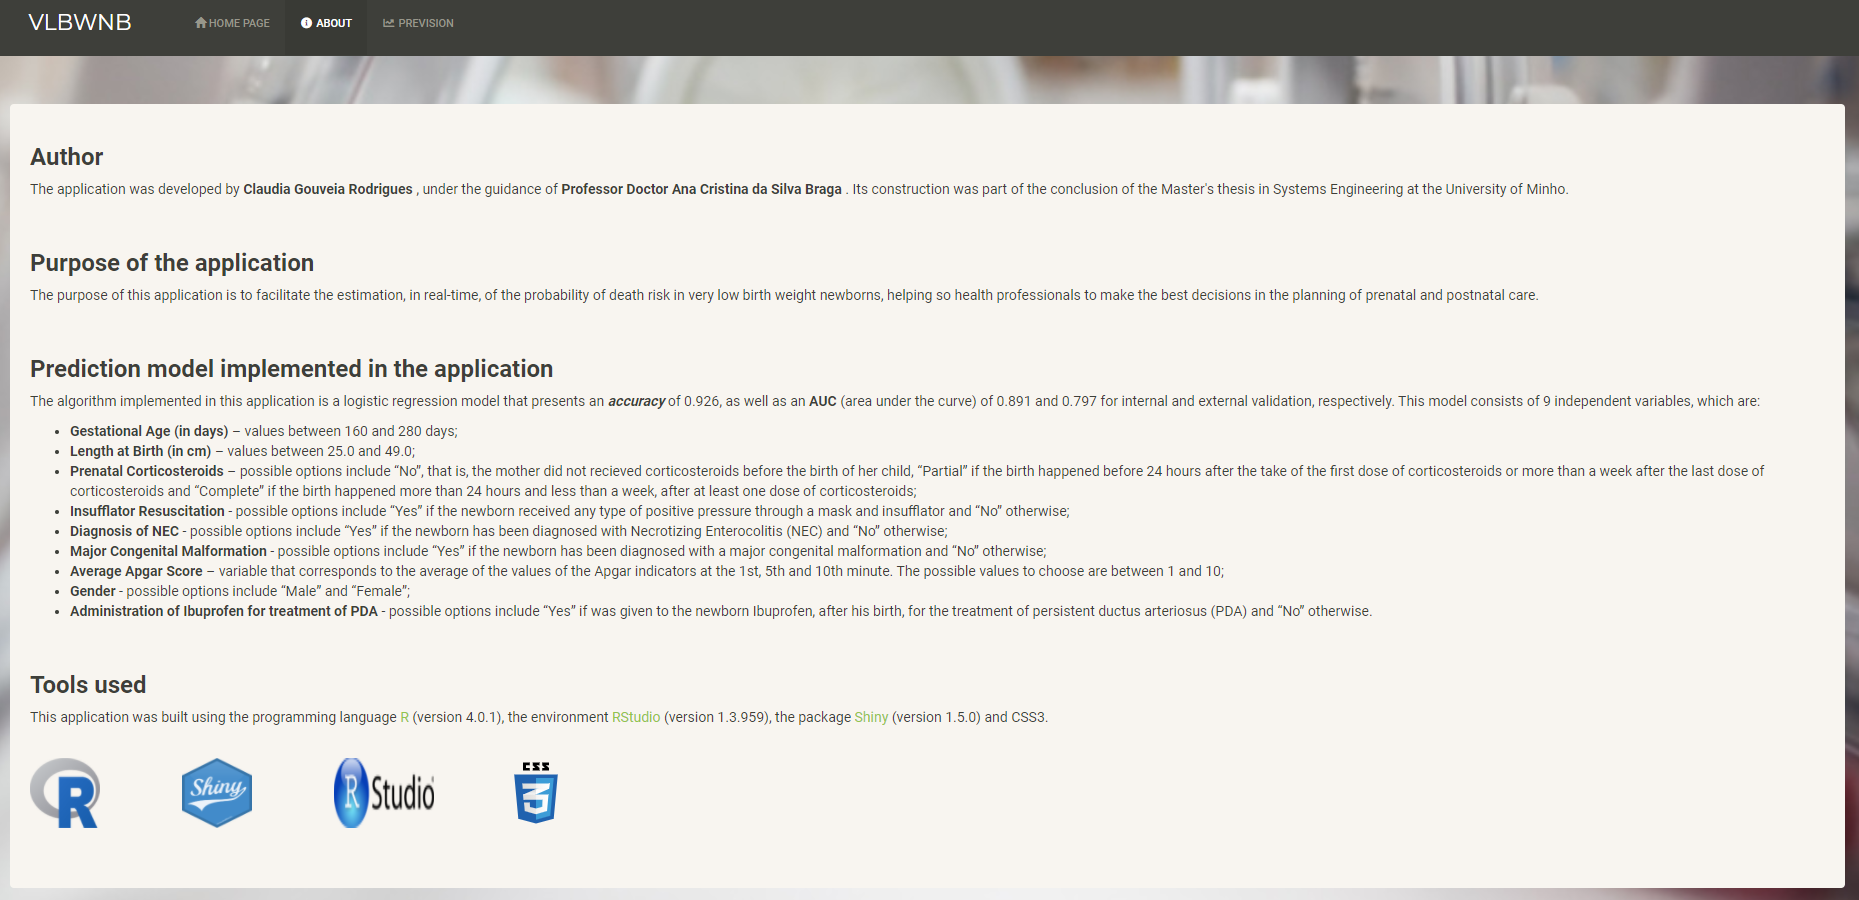 VLBWNB
HOME PAGE
ABOUT
PREVISION
Author
The application was developed by Claudia Gouveia Rodrigues , under the guidance of Professor Doctor Ana Cristina da Silva Braga . Its construction was part of the conclusion of the Master's thesis in Systems Engineering at the University of Minho.
Purpose of the application
The purpose of this application is to facilitate the estimation, in real-time, of the probability of death risk in very low birth weight newborns, helping so health professionals to make the best decisions in the planning of prenatal and postnatal care.
Prediction model implemented in the application
The algorithm implemented in this application is a logistic regression model that presents an accuracy of 0.926, as well as an AUC (area under the curve) of 0.891 and 0.797 for internal and external validation, respectively. This model consists of 9 independent variables, which are:
• Gestational Age (in days) – values between 160 and 280 days;
• Length at Birth (in cm) – values between 25.0 and 49.0;
• Prenatal Corticosteroids – possible options include “No”, that is, the mother did not recieved corticosteroids before the birth of her child, “Partial” if the birth happened before 24 hours after the take of the first dose of corticosteroids or more than a week after the last dose of
corticosteroids and “Complete” if the birth happened more than 24 hours and less than a week, after at least one dose of corticosteroids;
• Insufflator Resuscitation - possible options include “Yes” if the newborn received any type of positive pressure through a mask and insufflator and “No” otherwise;
• Diagnosis of NEC - possible options include “Yes” if the newborn has been diagnosed with Necrotizing Enterocolitis (NEC) and “No” otherwise;
• Major Congenital Malformation - possible options include “Yes” if the newborn has been diagnosed with a major congenital malformation and “No” otherwise;
• Average Apgar Score – variable that corresponds to the average of the values of the Apgar indicators at the 1st, 5th and 10th minute. The possible values to choose are between 1 and 10;
• Gender - possible options include “Male” and “Female”;
• Administration of Ibuprofen for treatment of PDA - possible options include “Yes” if was given to the newborn Ibuprofen, after his birth, for the treatment of persistent ductus arteriosus (PDA) and “No” otherwise.
Tools used
This application was built using the programming language R (version 4.0.1), the environment RStudio (version 1.3.959), the package Shiny (version 1.5.0) and CSS3.
R
Shiny
R Studio
CSS
3